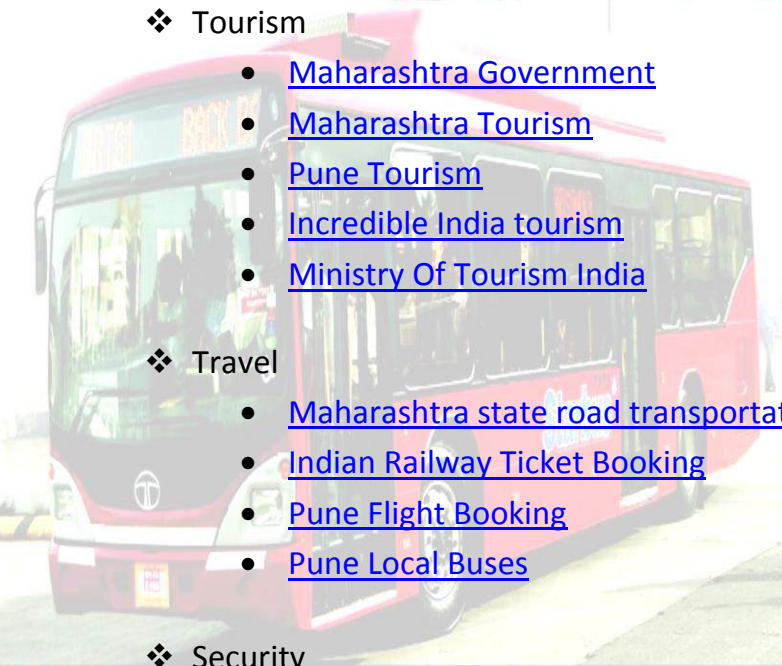 ❖ Tourism
• Maharashtra Government
• Maharashtra Tourism
• Pune Tourism
• Incredible India tourism
• Ministry Of Tourism India
❖ Travel
• Maharashtra state road transportat
• Indian Railway Ticket Booking
• Pune Flight Booking
• Pune Local Buses
❖ Security